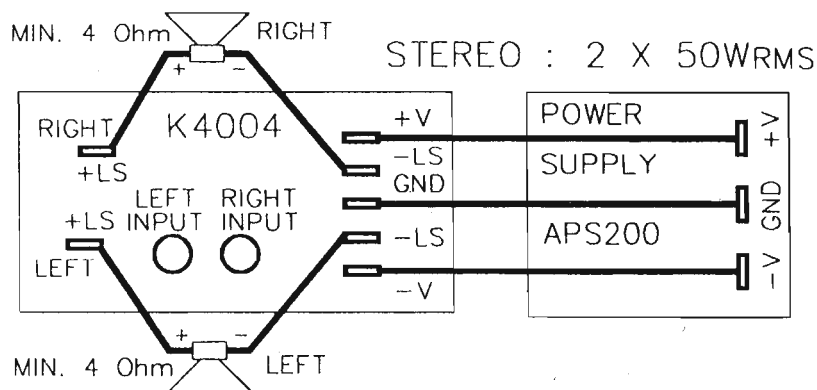 MIN. 4 Ohm
RIGHT
STEREO : 2 X 50WRMS
+ -
RIGHT
K4004
+V
POWER
+V
+LS
-LS
SUPPLY
GND
LEFT INPUT
RIGHT INPUT
GND
+LS
-LS
APS200
LEFT
-V
-V
+ -
MIN. 4 Ohm
LEFT